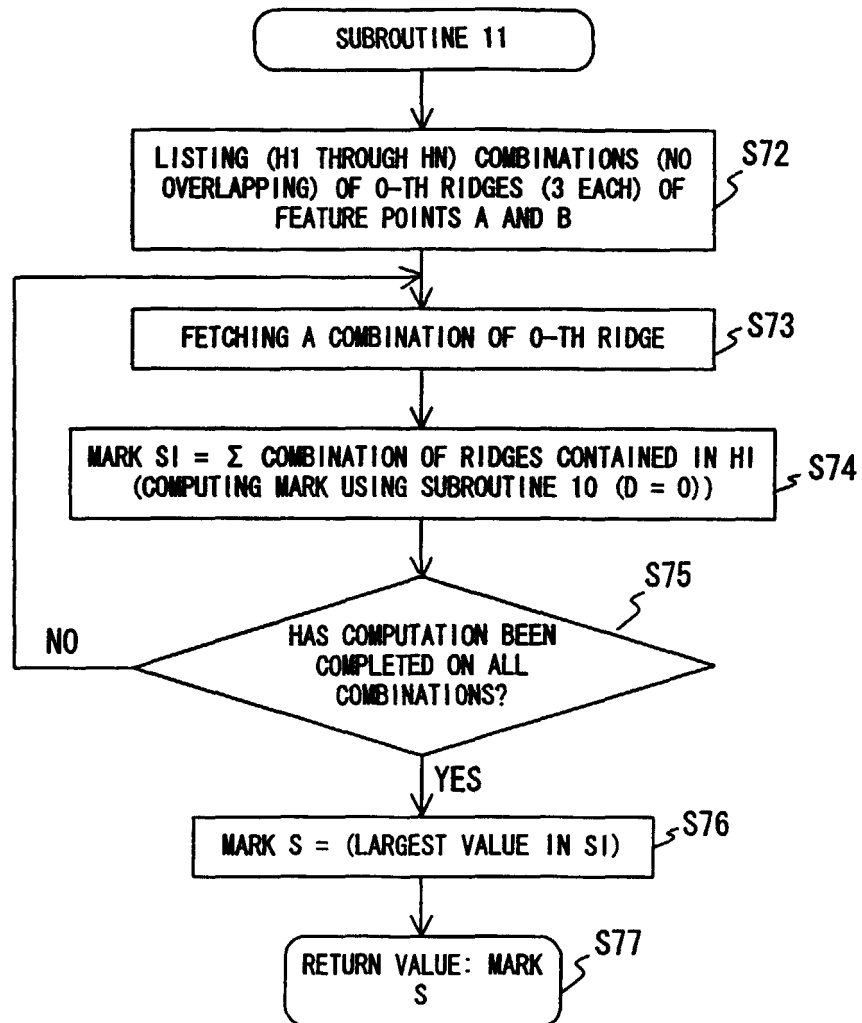 SUBROUTINE 11
LISTING (H1 THROUGH HN) COMBINATIONS (NO
OVERLAPPING) OF 0-TH RIDGES (3 EACH) OF
FEATURE POINTS A AND B
S72
FETCHING A COMBINATION OF 0-TH RIDGE
S73
MARK SI = Σ COMBINATION OF RIDGES CONTAINED IN HI
(COMPUTING MARK USING SUBROUTINE 10 (D = 0))
S74
S75
HAS COMPUTATION BEEN
COMPLETED ON ALL
COMBINATIONS?
NO
YES
MARK S = (LARGEST VALUE IN SI)
S76
RETURN VALUE: MARK
S
S77